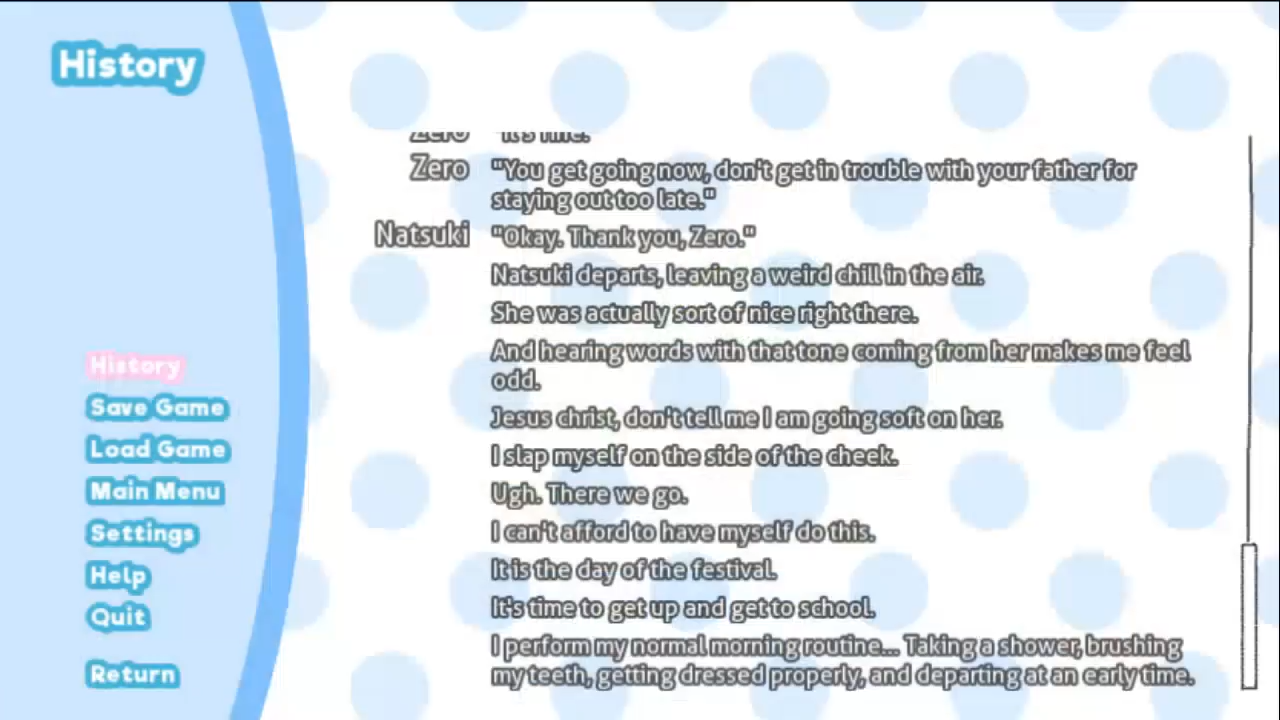 History
Zero "It's fine."
Zero "You get going now, don't get in trouble with your father for
staying out too late."
Natsuki "Okay. Thank you, Zero."
Natsuki departs, leaving a weird chill in the air.
She was actually sort of nice right there.
And hearing words with that tone coming from her makes me feel
odd.
Jesus christ, don't tell me I am going soft on her.
I slap myself on the side of the cheek.
Ugh. There we go.
I can't afford to have myself do this.
It is the day of the festival.
It's time to get up and get to school.
I perform my normal morning routine... Taking a shower, brushing
my teeth, getting dressed properly, and departing at an early time.
History
Save Game
Load Game
Main Menu
Settings
Help
Quit
Return